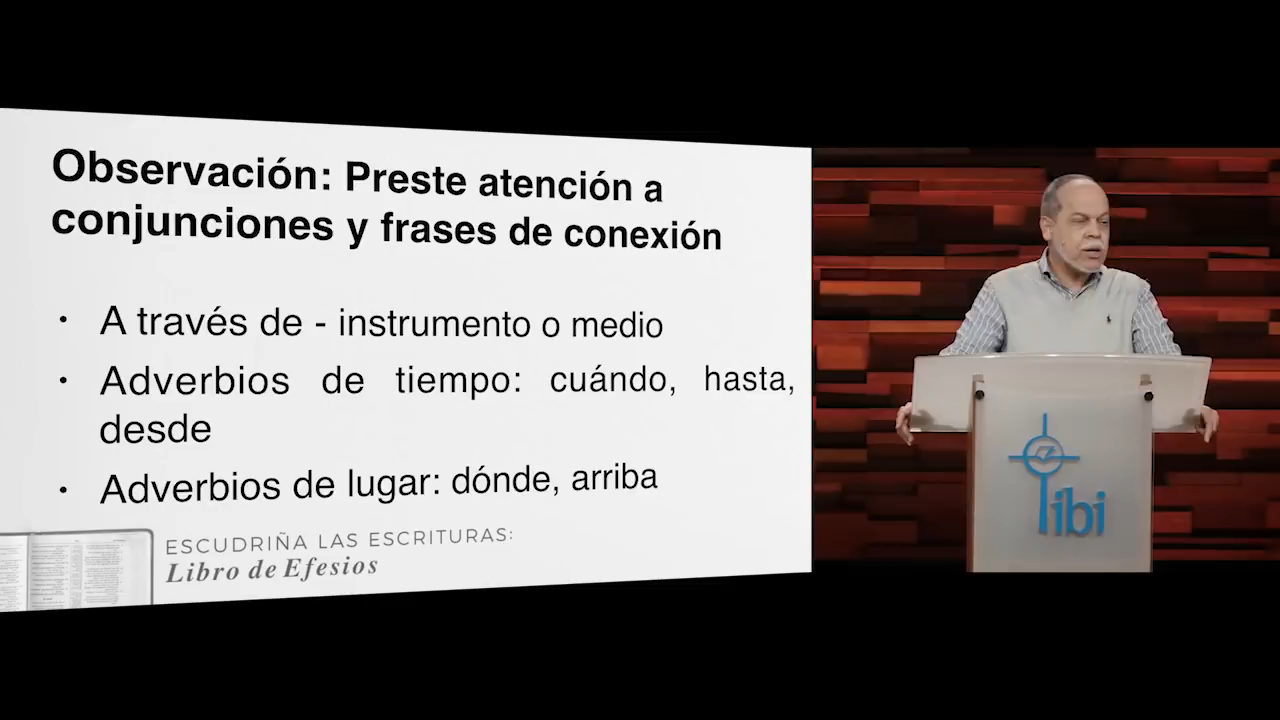 Observación: Preste atención a
conjunciones y frases de conexión
• A través de - instrumento o medio
• Adverbios de tiempo: cuándo, hasta,
desde
• Adverbios de lugar: dónde, arriba
ESCUDRIÑA LAS ESCRITURAS:
Libro de Efesios
ibi